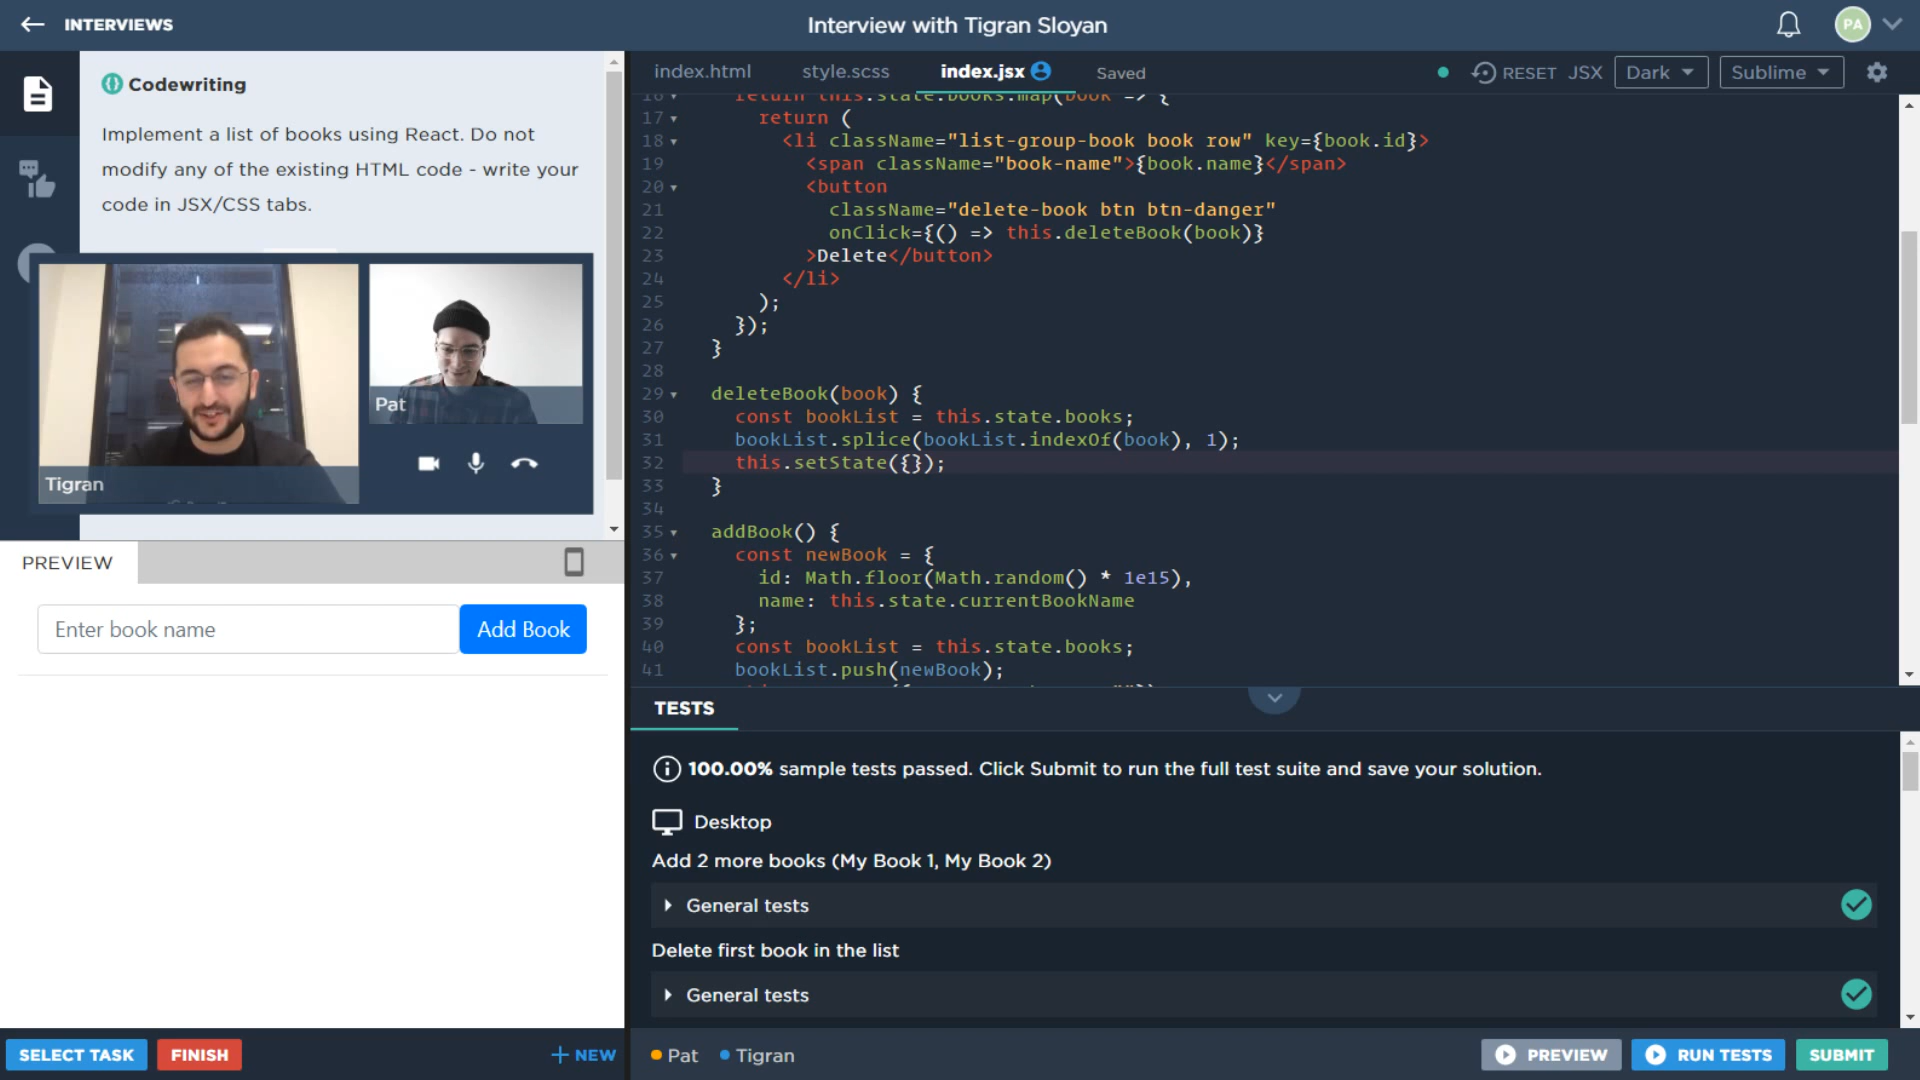 INTERVIEWS
Interview with Tigran Sloyan
PA
Codewriting
Implement a list of books using React. Do not
modify any of the existing HTML code - write your
code in JSX/CSS tabs.
Tigran
Pat
PREVIEW
Enter book name
Add Book
SELECT TASK
FINISH
+ NEW
index.html
style.scss
index.jsx
Saved
RESET
JSX
Dark
Sublime
16 return this.state.books.map(book => {
17 return (
18 <li className="list-group-book book row" key={book.id}>
19 <span className="book-name">{book.name}</span>
20 <button
21 className="delete-book btn btn-danger"
22 onClick={() => this.deleteBook(book)}
23 >Delete</button>
24 </li>
25 );
26 });
27 }
28
29 deleteBook(book) {
30 const bookList = this.state.books;
31 bookList.splice(bookList.indexOf(book), 1);
32 this.setState({});
33 }
34
35 addBook() {
36 const newBook = {
37 id: Math.floor(Math.random() * 1e15),
38 name: this.state.currentBookName
39 };
40 const bookList = this.state.books;
41 bookList.push(newBook);
TESTS
100.00% sample tests passed. Click Submit to run the full test suite and save your solution.
Desktop
Add 2 more books (My Book 1, My Book 2)
General tests
Delete first book in the list
General tests
Pat
Tigran
PREVIEW
RUN TESTS
SUBMIT